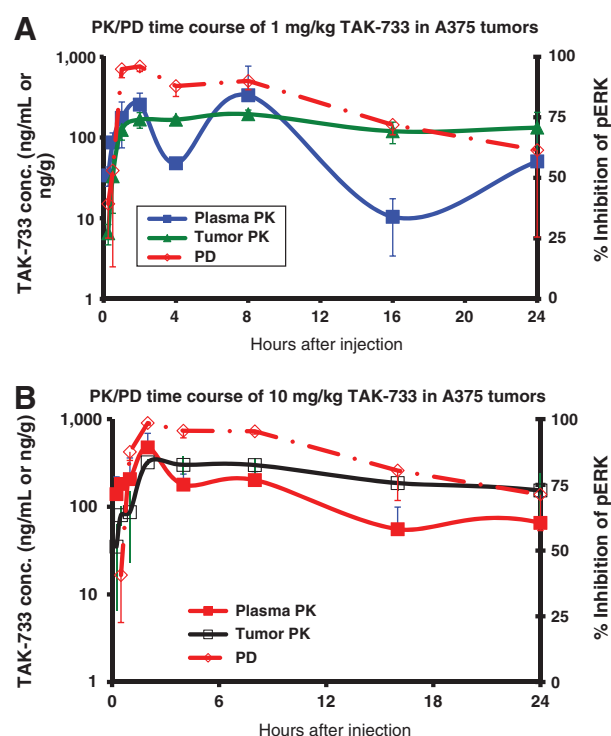 A
PK/PD time course of 1 mg/kg TAK-733 in A375 tumors
TAK-733 conc. (ng/mL or
ng/g)
1,000
100
10
1
100
75
50
25
0
% Inhibition of pERK
Plasma PK
Tumor PK
PD
0 4 8 12 16 20 24
Hours after injection
B
PK/PD time course of 10 mg/kg TAK-733 in A375 tumors
TAK-733 conc. (ng/mL or ng/g)
1,000
100
10
1
100
75
50
25
0
% Inhibition of pERK
Plasma PK
Tumor PK
PD
0 6 12 18 24
Hours after injection